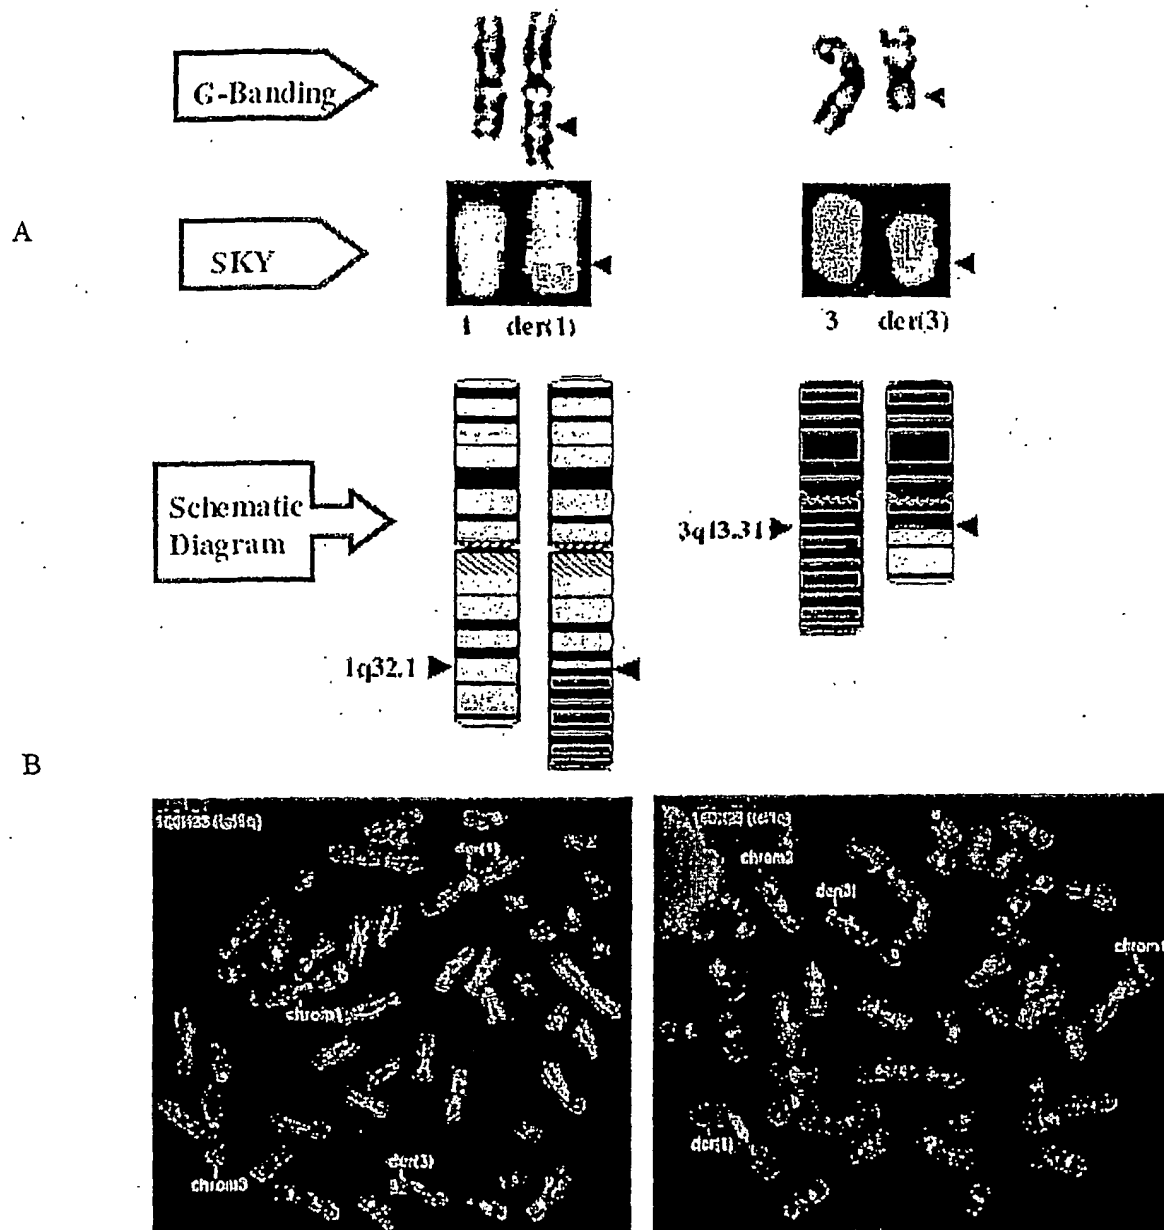 G-Banding
A
SKY
1 der(1)
3 der(3)
Schematic
Diagram
3q13.31
1q32.1
B
der(1)
chrom1
chrom3
der(3)
chrom3
der(3)
chrom1
der(1)